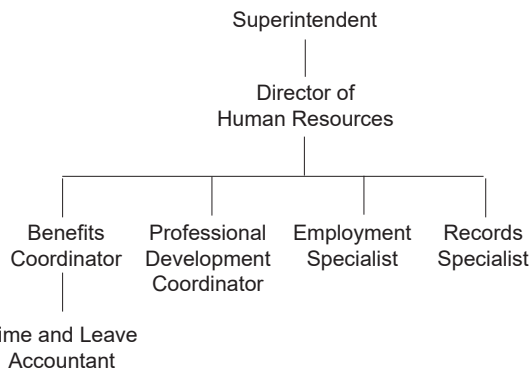 Superintendent
Director of
Human Resources
Benefits
Coordinator
Professional
Development
Coordinator
Employment
Specialist
Records
Specialist
ime and Leave
Accountant